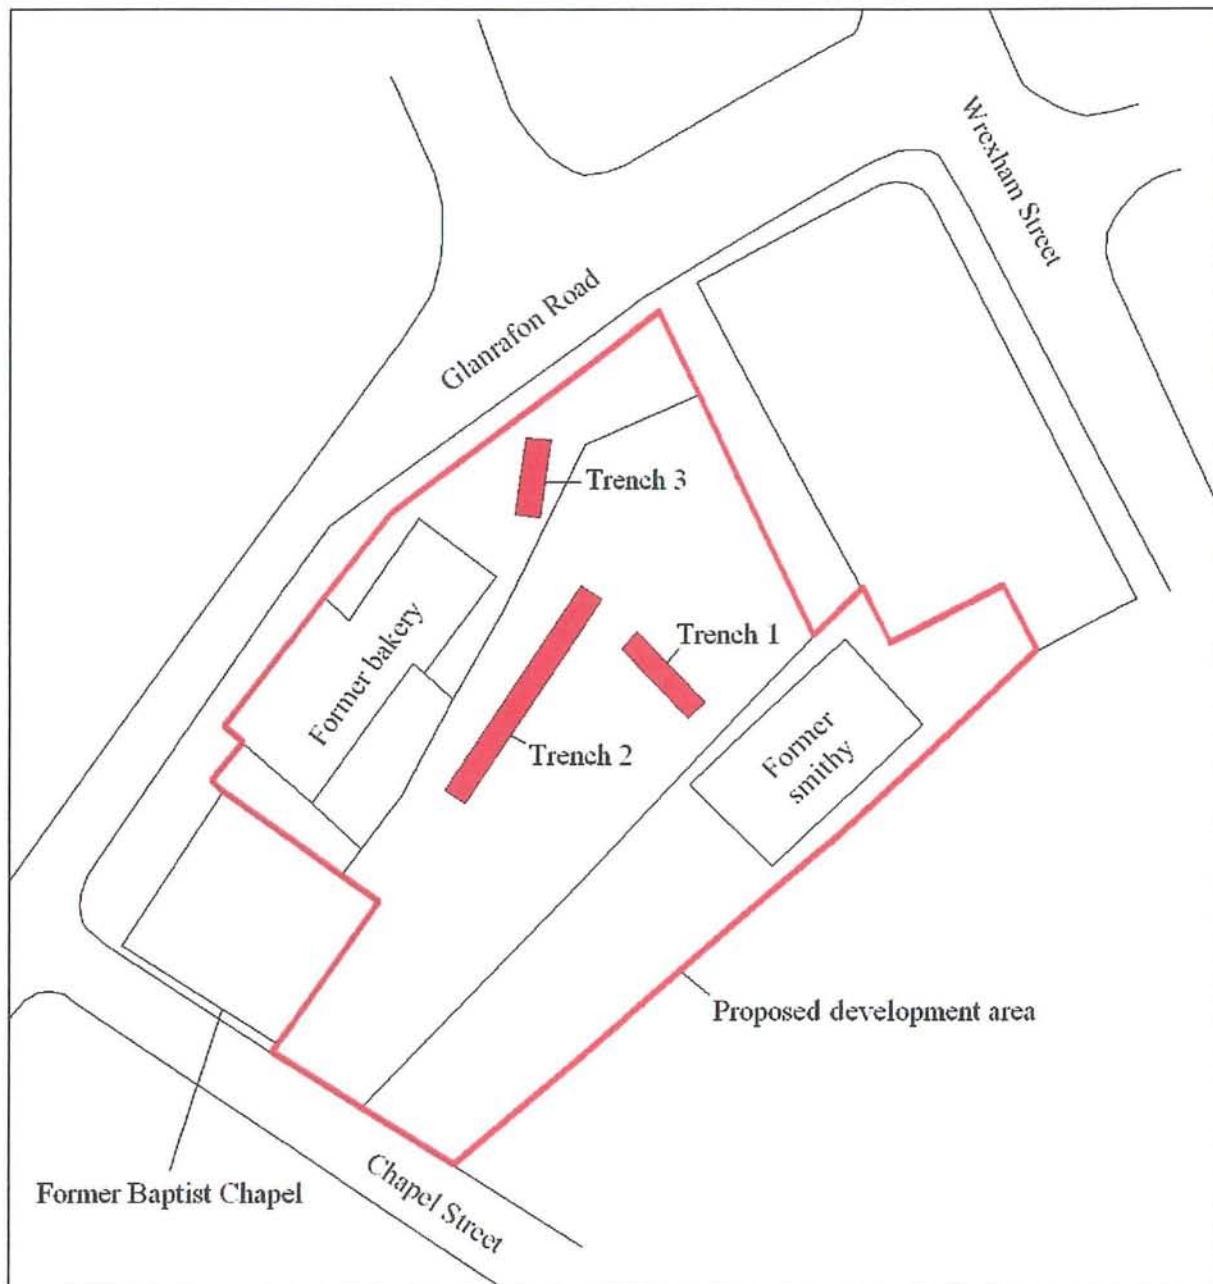 Wrexham Street
Glanrafon Road
Trench 3
Trench 1
Former bakery
Trench 2
Former
smithy
Proposed development area
Former Baptist Chapel
Chapel Street